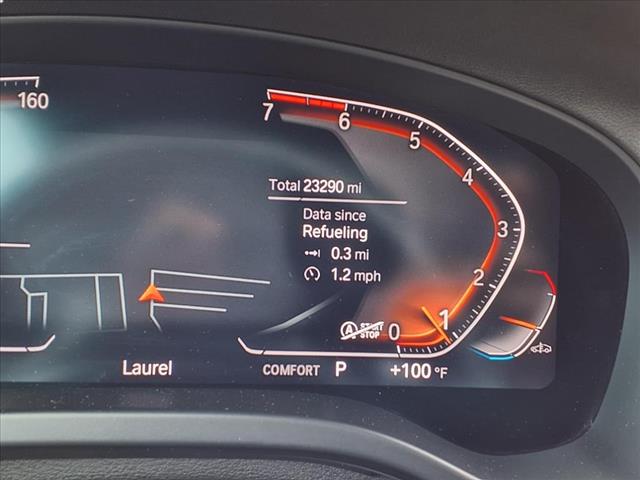 160
7
6
5
4
3
2
1
0
Total 23290 mi
Data since
Refueling
0.3 mi
1.2 mph
A START
STOP
Laurel
COMFORT P +100 °F